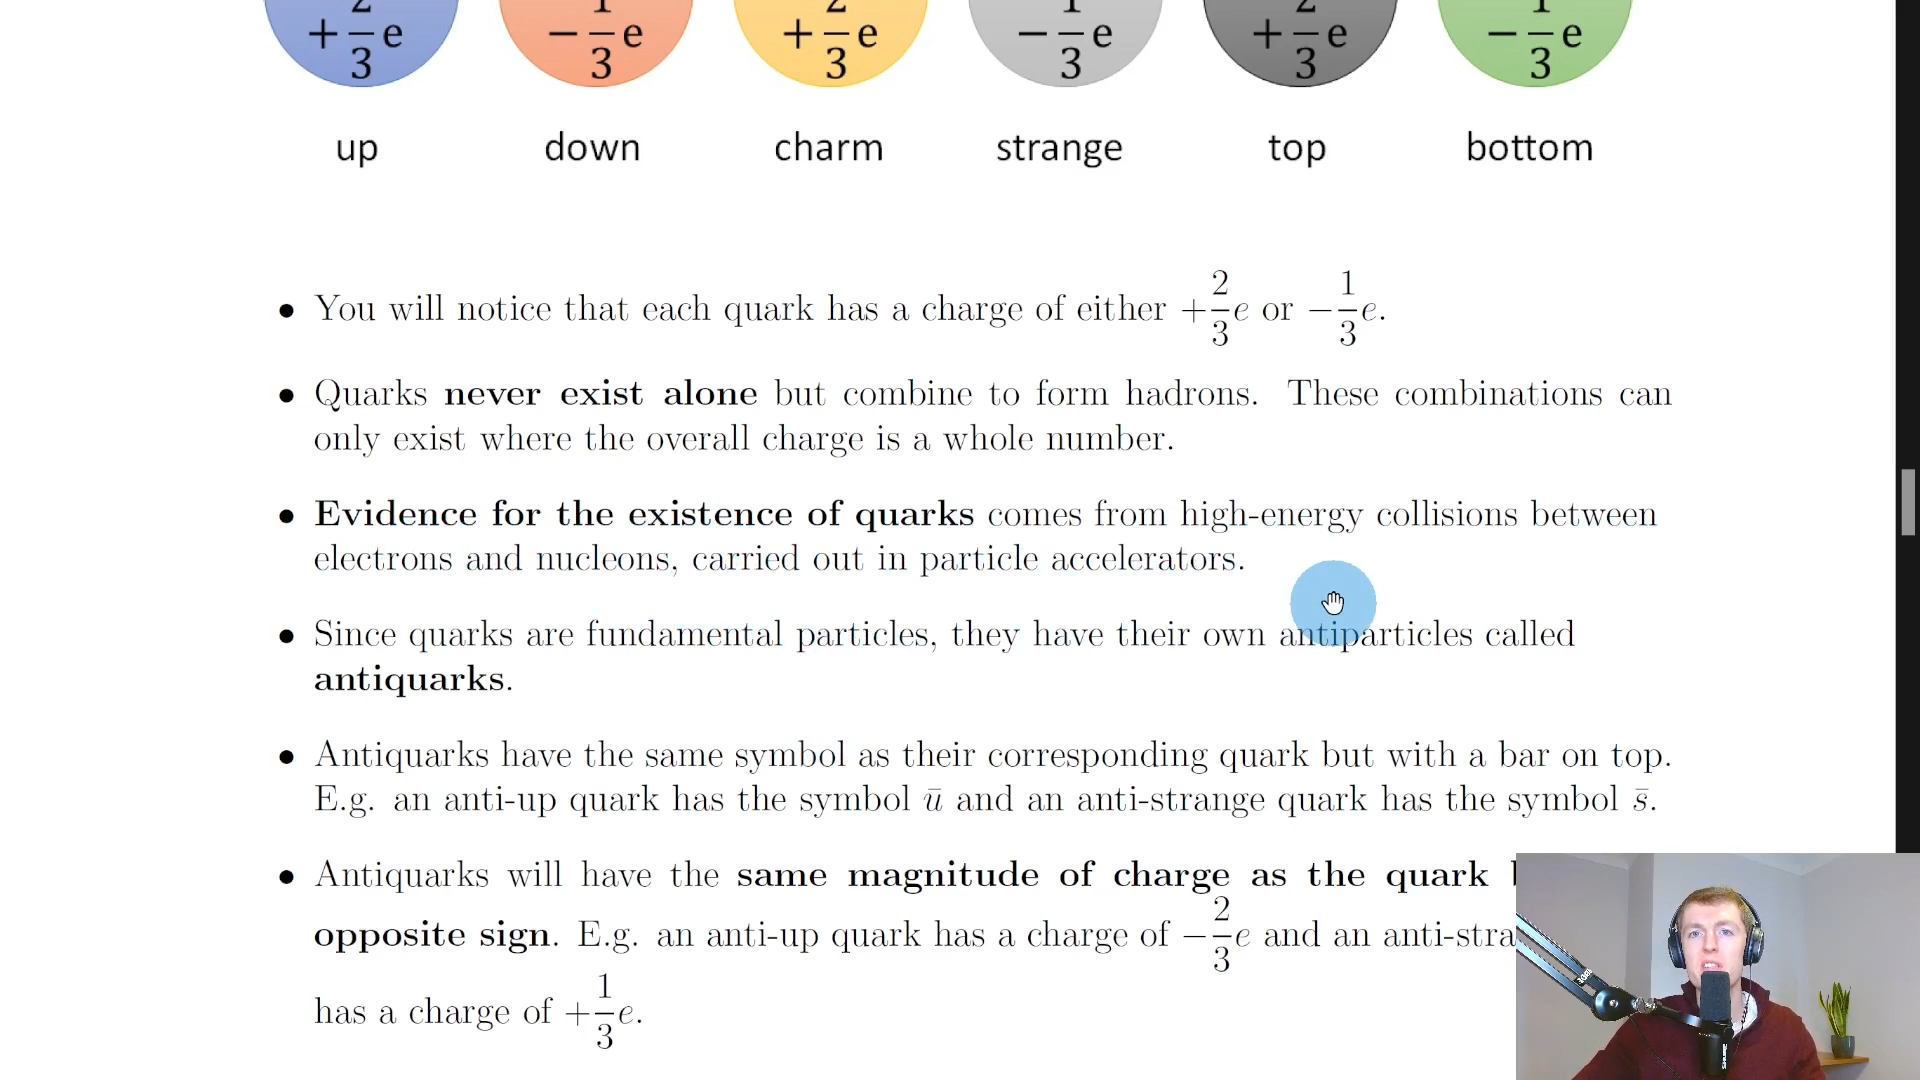 +2/3 e −1/3 e +2/3 e −1/3 e +2/3 e −1/3 e
up down charm strange top bottom
• You will notice that each quark has a charge of either +2/3 e or −1/3 e.
• Quarks never exist alone but combine to form hadrons. These combinations can
only exist where the overall charge is a whole number.
• Evidence for the existence of quarks comes from high-energy collisions between
electrons and nucleons, carried out in particle accelerators.
• Since quarks are fundamental particles, they have their own antiparticles called
antiquarks.
• Antiquarks have the same symbol as their corresponding quark but with a bar on top.
E.g. an anti-up quark has the symbol ū and an anti-strange quark has the symbol s̄.
• Antiquarks will have the same magnitude of charge as the quark
opposite sign. E.g. an anti-up quark has a charge of −2/3 e and an anti-stra
has a charge of +1/3 e.